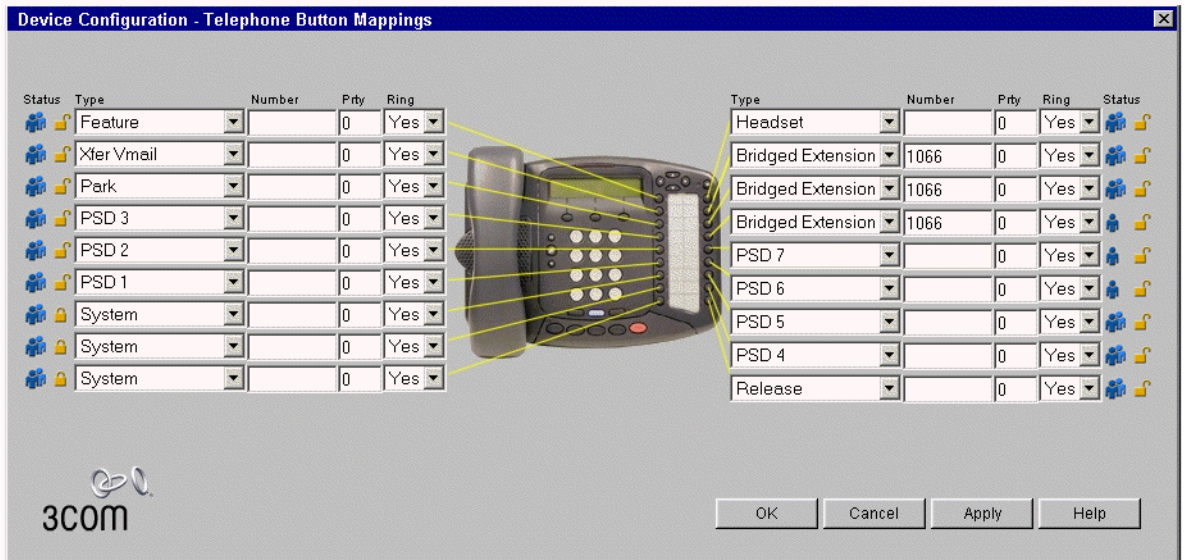 Device Configuration - Telephone Button Mappings
Status Type Number Prty Ring
Feature 0 Yes
Xfer Vmail 0 Yes
Park 0 Yes
PSD 3 0 Yes
PSD 2 0 Yes
PSD 1 0 Yes
System 0 Yes
System 0 Yes
System 0 Yes
Type Number Prty Ring Status
Headset 0 Yes
Bridged Extension 1066 0 Yes
Bridged Extension 1066 0 Yes
Bridged Extension 1066 0 Yes
PSD 7 0 Yes
PSD 6 0 Yes
PSD 5 0 Yes
PSD 4 0 Yes
Release 0 Yes
3COM
OK Cancel Apply Help